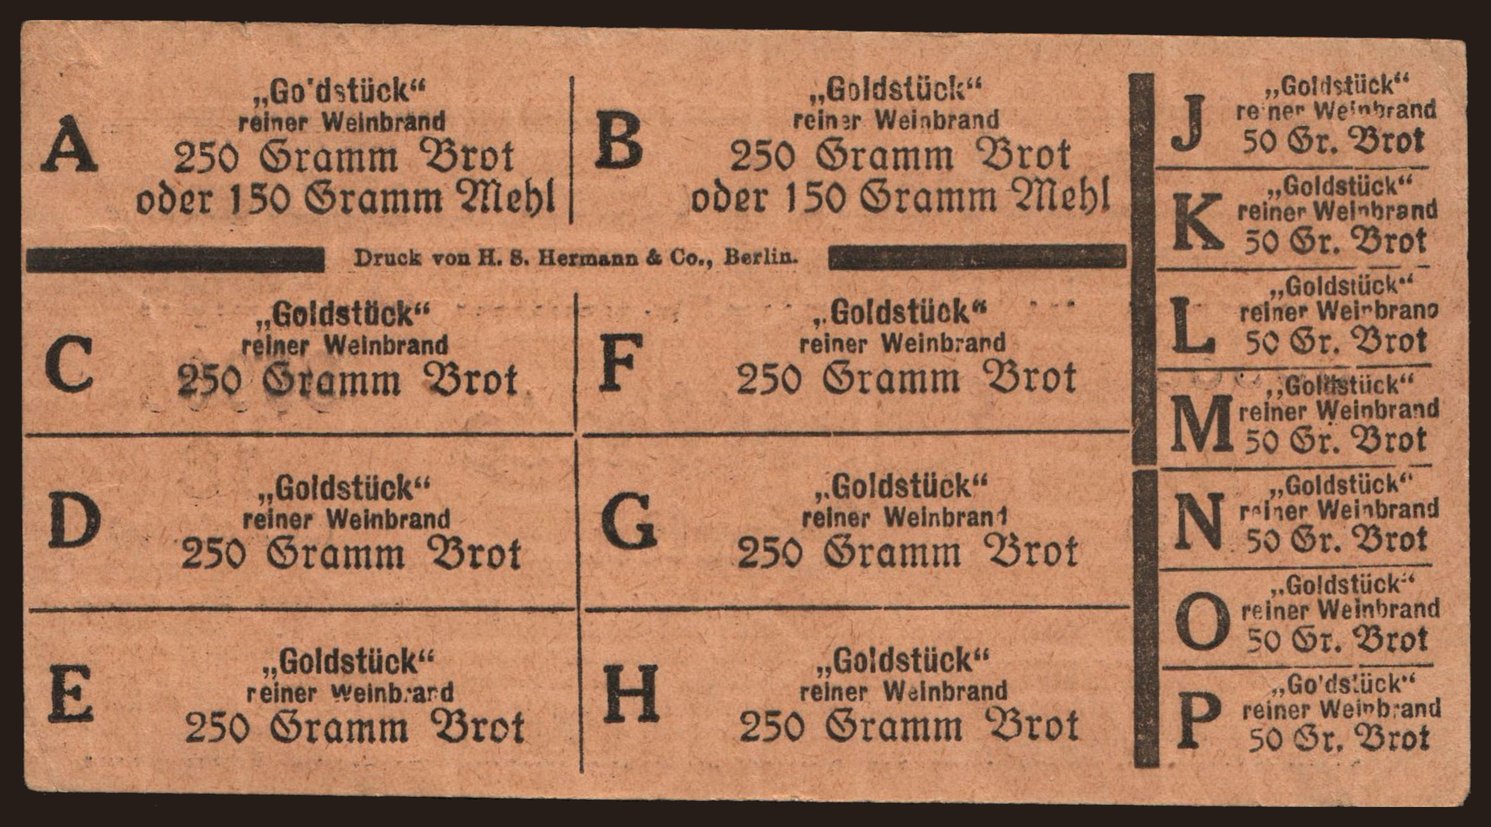 A
„Goldstück“
reiner Weinbrand
250 Gramm Brot
oder 150 Gramm Mehl
B
„Goldstück“
reiner Weinbrand
250 Gramm Brot
oder 150 Gramm Mehl
Druck von H. S. Hermann & Co., Berlin.
C
„Goldstück“
reiner Weinbrand
250 Gramm Brot
F
„Goldstück“
reiner Weinbrand
250 Gramm Brot
D
„Goldstück“
reiner Weinbrand
250 Gramm Brot
G
„Goldstück“
reiner Weinbrand
250 Gramm Brot
E
„Goldstück“
reiner Weinbrand
250 Gramm Brot
H
„Goldstück“
reiner Weinbrand
250 Gramm Brot
J
„Goldstück“
reiner Weinbrand
50 Gr. Brot
K
„Goldstück“
reiner Weinbrand
50 Gr. Brot
L
„Goldstück“
reiner Weinbrand
50 Gr. Brot
M
„Goldstück“
reiner Weinbrand
50 Gr. Brot
N
„Goldstück“
reiner Weinbrand
50 Gr. Brot
O
„Goldstück“
reiner Weinbrand
50 Gr. Brot
P
„Goldstück“
reiner Weinbrand
50 Gr. Brot